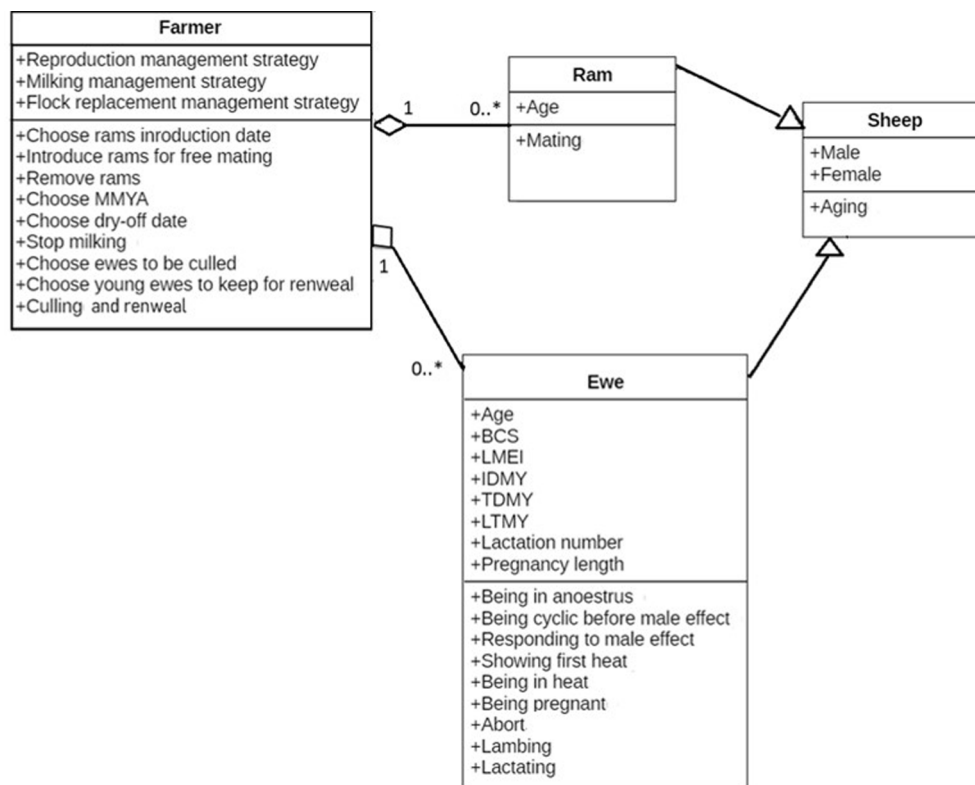 Farmer
+Reproduction management strategy
+Milking management strategy
+Flock replacement management strategy
+Choose rams inroduction date
+Introduce rams for free mating
+Remove rams
+Choose MMYA
+Choose dry-off date
+Stop milking
+Choose ewes to be culled
+Choose young ewes to keep for renweal
+Culling and renweal
1
0..*
Ram
+Age
+Mating
Sheep
+Male
+Female
+Aging
1
0..*
Ewe
+Age
+BCS
+LMEI
+IDMY
+TDMY
+LTMY
+Lactation number
+Pregnancy length
+Being in anoestrus
+Being cyclic before male effect
+Responding to male effect
+Showing first heat
+Being in heat
+Being pregnant
+Abort
+Lambing
+Lactating